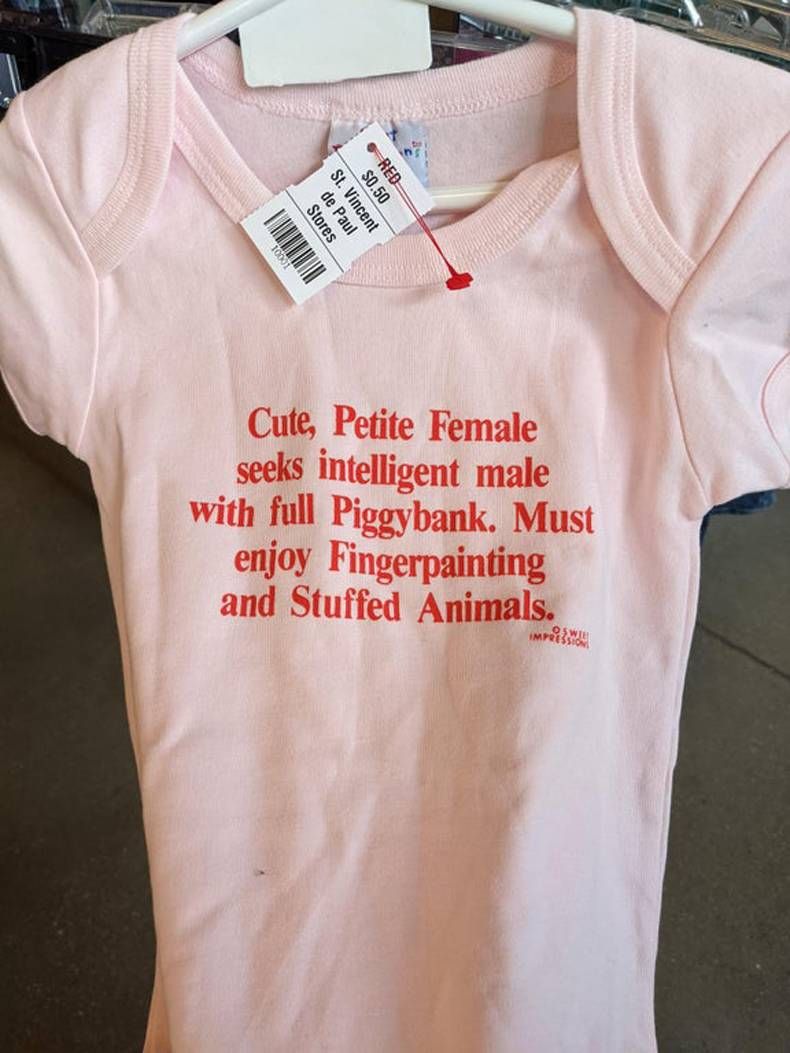 RED
$0.50
St. Vincent
de Paul
Stores
10001
Cute, Petite Female
seeks intelligent male
with full Piggybank. Must
enjoy Fingerpainting
and Stuffed Animals.
IMPRESSIONS